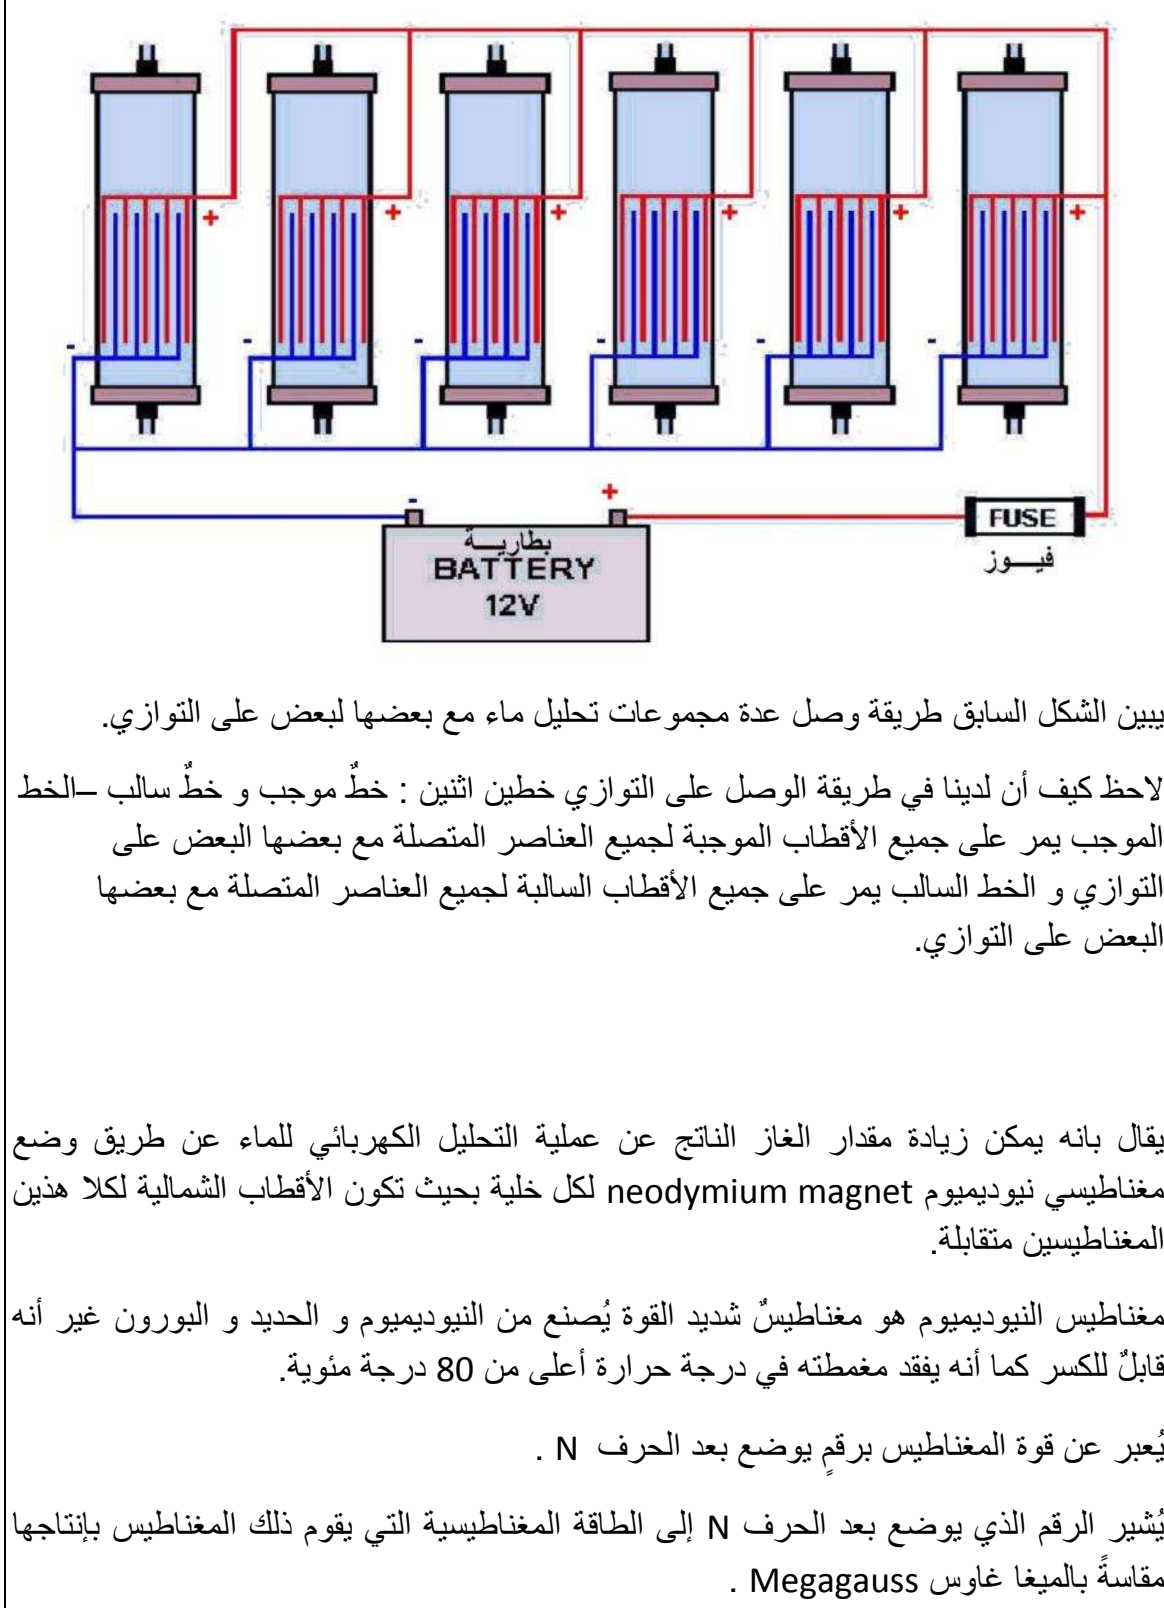 +
+
+
+
+
+
-
-
-
-
-
-
-
+
FUSE
فيـــوز
بطاريـــة
BATTERY
12V
يبين الشكل السابق طريقة وصل عدة مجموعات تحليل ماء مع بعضها لبعض على التوازي.
لاحظ كيف أن لدينا في طريقة الوصل على التوازي خطين اثنين : خطٌ موجب و خطٌ سالب –الخط
الموجب يمر على جميع الأقطاب الموجبة لجميع العناصر المتصلة مع بعضها البعض على
التوازي و الخط السالب يمر على جميع الأقطاب السالبة لجميع العناصر المتصلة مع بعضها
البعض على التوازي.
يقال بانه يمكن زيادة مقدار الغاز الناتج عن عملية التحليل الكهربائي للماء عن طريق وضع
مغناطيسي نيوديميوم neodymium magnet لكل خلية بحيث تكون الأقطاب الشمالية لكلا هذين
المغناطيسين متقابلة.
مغناطيس النيوديميوم هو مغناطيسٌ شديد القوة يُصنع من النيوديميوم و الحديد و البورون غير أنه
قابلٌ للكسر كما أنه يفقد مغمطته في درجة حرارة أعلى من 80 درجة مئوية.
يُعبر عن قوة المغناطيس برقمٍ يوضع بعد الحرف N .
يُشير الرقم الذي يوضع بعد الحرف N إلى الطاقة المغناطيسية التي يقوم ذلك المغناطيس بإنتاجها
مقاسةً بالميغا غاوس Megagauss .